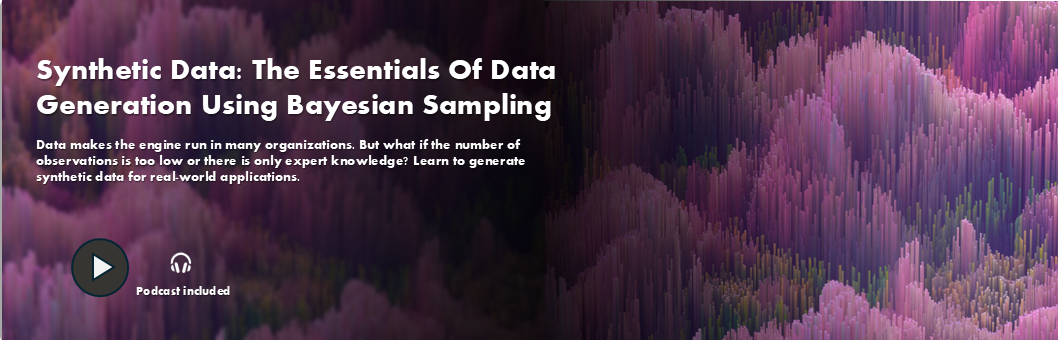 Synthetic Data: The Essentials Of Data
Generation Using Bayesian Sampling
Data makes the engine run in many organizations. But what if the number of
observations is too low or there is only expert knowledge? Learn to generate
synthetic data for real-world applications.
Podcast included